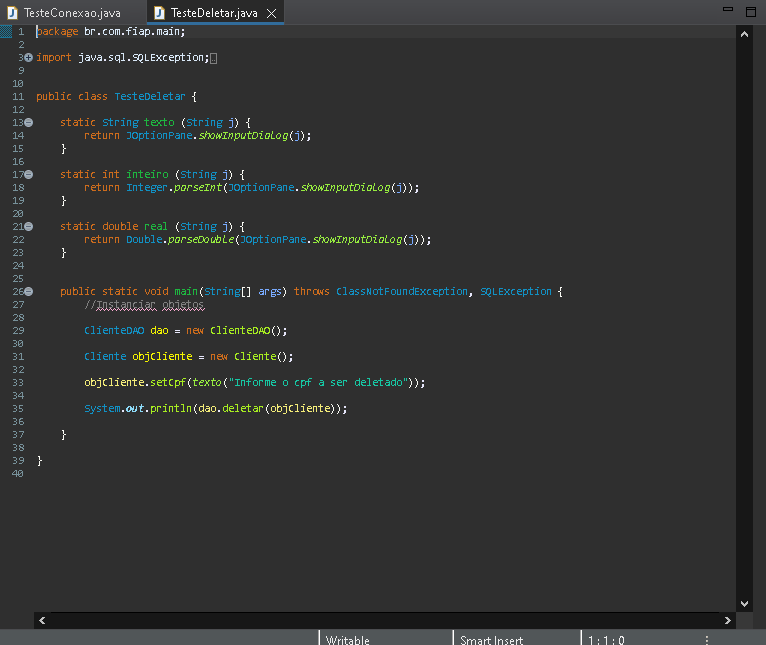 TesteConexao.java TesteDeletar.java
1 package br.com.fiap.main;
2
3 import java.sql.SQLException;
9
10
11 public class TesteDeletar {
12
13 static String texto (String j) {
14 return JOptionPane.showInputDialog(j);
15 }
16
17 static int inteiro (String j) {
18 return Integer.parseInt(JOptionPane.showInputDialog(j));
19 }
20
21 static double real (String j) {
22 return Double.parseDouble(JOptionPane.showInputDialog(j));
23 }
24
25
26 public static void main(String[] args) throws ClassNotFoundException, SQLException {
27 //Instanciar objetos
28
29 ClienteDAO dao = new ClienteDAO();
30
31 Cliente objCliente = new Cliente();
32
33 objCliente.setCpf(texto("Informe o cpf a ser deletado"));
34
35 System.out.println(dao.deletar(objCliente));
36
37 }
38
39 }
40
Writable Smart Insert 1 : 1 : 0